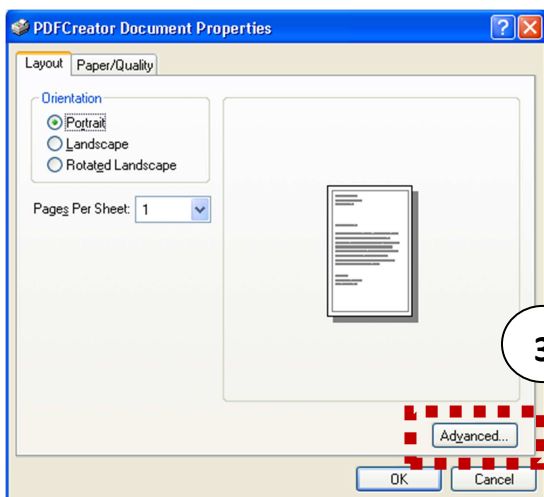 PDFCreator Document Properties
Layout Paper/Quality
Orientation
Portrait
Landscape
Rotated Landscape
Pages Per Sheet: 1
3
Advanced...
OK Cancel